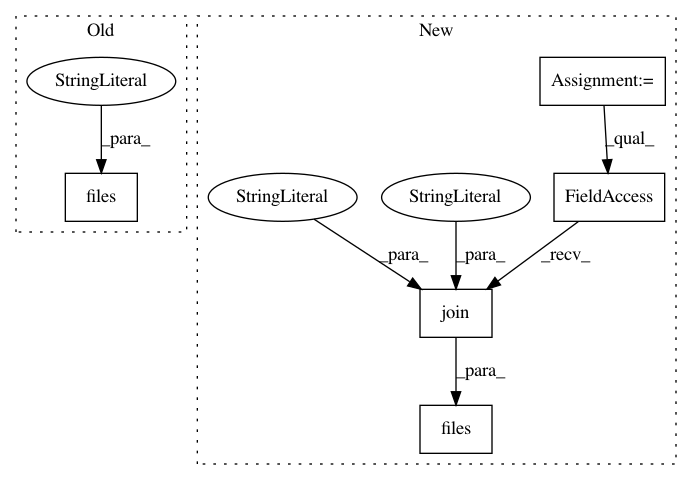 Old
New
StringLiteral
Assignment:=
_para_
_qual_
files
StringLiteral
StringLiteral
FieldAccess
_para_
_para_
_recv_
join
_para_
files